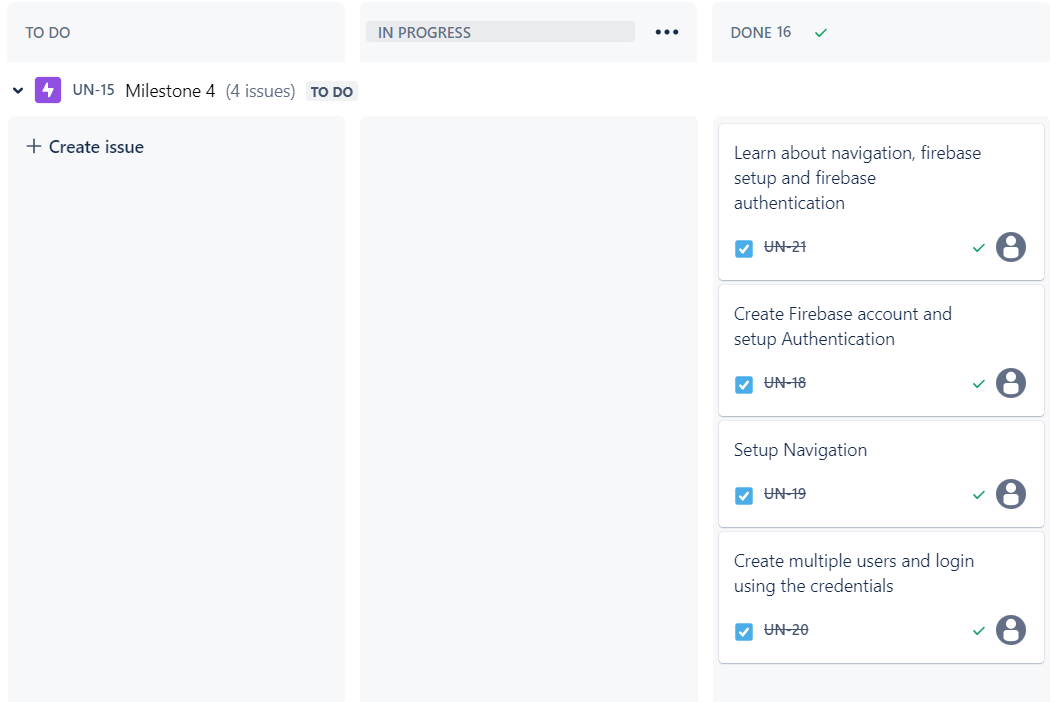 TO DO
IN PROGRESS
DONE 16
UN-15 Milestone 4 (4 issues) TO DO
+ Create issue
Learn about navigation, firebase
setup and firebase
authentication
UN-21
Create Firebase account and
setup Authentication
UN-18
Setup Navigation
UN-19
Create multiple users and login
using the credentials
UN-20